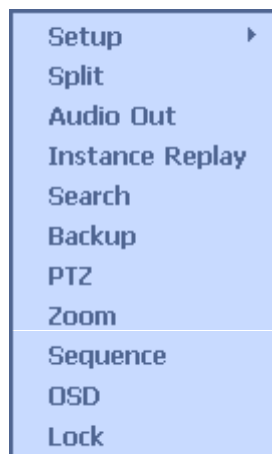 Setup
Split
Audio Out
Instance Replay
Search
Backup
PTZ
Zoom
Sequence
OSD
Lock